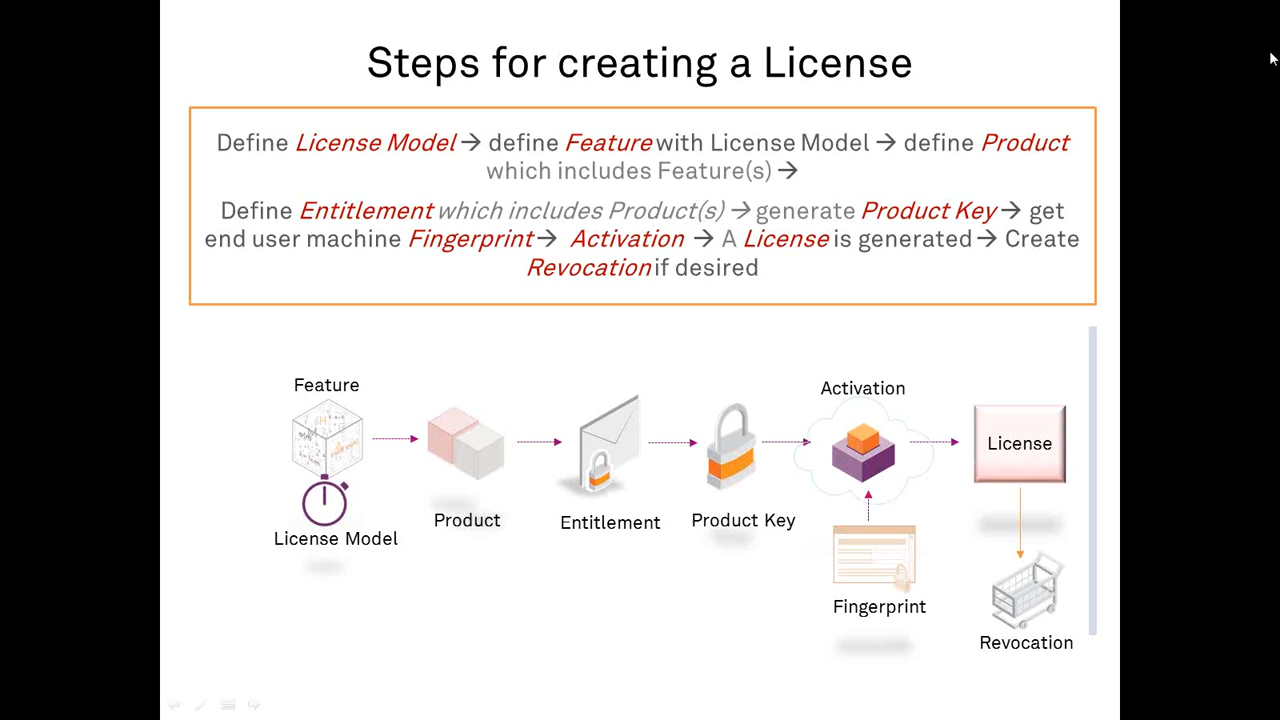 Steps for creating a License
Define License Model → define Feature with License Model → define Product
which includes Feature(s) →
Define Entitlement which includes Product(s) → generate Product Key → get
end user machine Fingerprint → Activation → A License is generated → Create
Revocation if desired
Feature
Activation
License
Product
Entitlement
Product Key
License Model
Fingerprint
Revocation